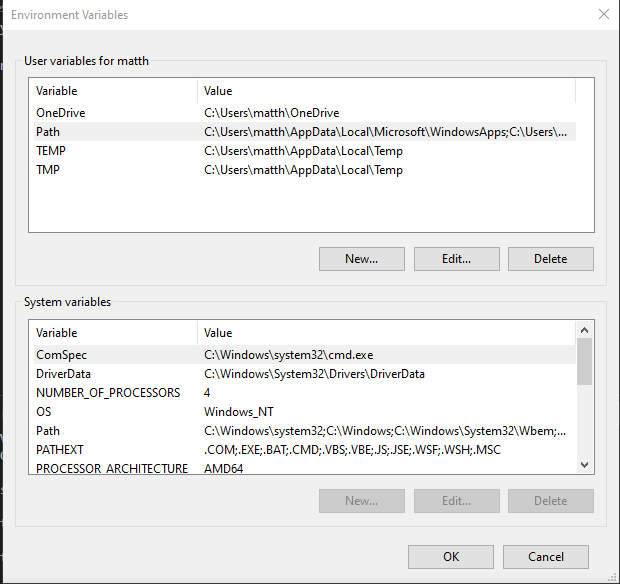 Environment Variables
User variables for matth
Variable Value
OneDrive C:\Users\matth\OneDrive
Path C:\Users\matth\AppData\Local\Microsoft\WindowsApps;C:\Users\...
TEMP C:\Users\matth\AppData\Local\Temp
TMP C:\Users\matth\AppData\Local\Temp
New... Edit... Delete
System variables
Variable Value
ComSpec C:\Windows\system32\cmd.exe
DriverData C:\Windows\System32\Drivers\DriverData
NUMBER_OF_PROCESSORS 4
OS Windows_NT
Path C:\Windows\system32;C:\Windows;C:\Windows\System32\Wbem;...
PATHEXT .COM;.EXE;.BAT;.CMD;.VBS;.VBE;.JS;.JSE;.WSF;.WSH;.MSC
PROCESSOR_ARCHITECTURE AMD64
New... Edit... Delete
OK Cancel